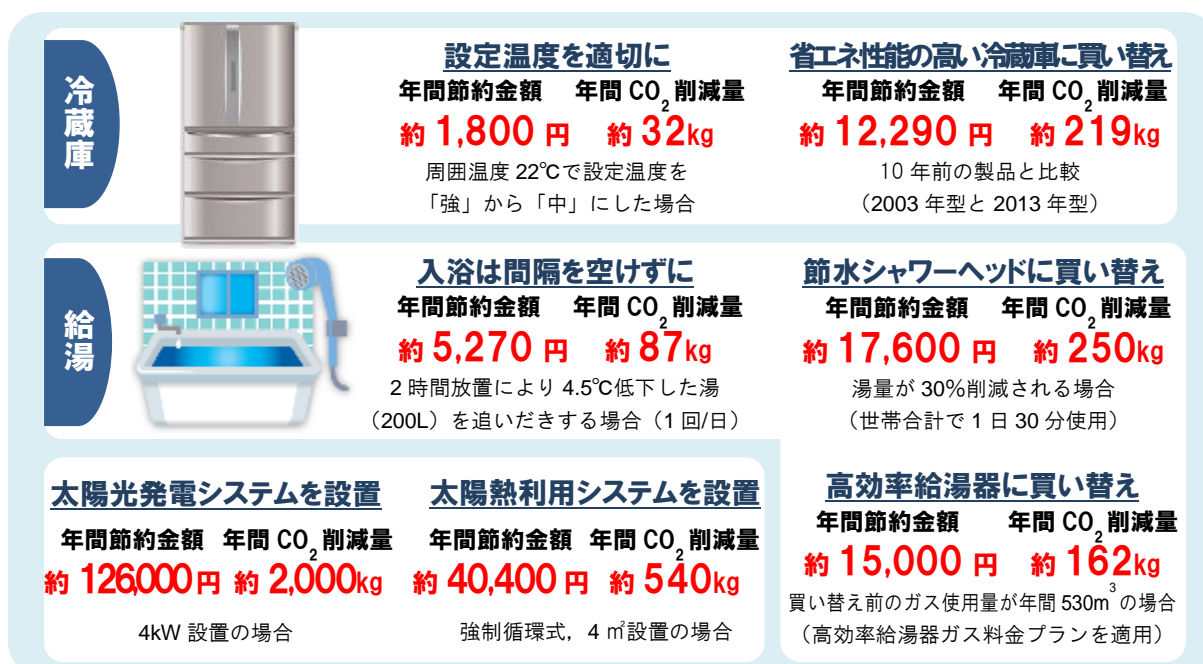 冷蔵庫
設定温度を適切に
年間節約金額 年間 CO2 削減量
約 1,800 円 約 32kg
周囲温度 22℃で設定温度を
「強」から「中」にした場合
省エネ性能の高い冷蔵庫に買い替え
年間節約金額 年間 CO2 削減量
約 12,290 円 約 219kg
10 年前の製品と比較
（2003 年型と 2013 年型）
給湯
入浴は間隔を空けずに
年間節約金額 年間 CO2 削減量
約 5,270 円 約 87kg
2 時間放置により 4.5℃低下した湯
（200L）を追いだきする場合（1 回/日）
節水シャワーヘッドに買い替え
年間節約金額 年間 CO2 削減量
約 17,600 円 約 250kg
湯量が 30％削減される場合
（世帯合計で 1 日 30 分使用）
太陽光発電システムを設置
年間節約金額 年間 CO2 削減量
約 126,000 円 約 2,000kg
4kW 設置の場合
太陽熱利用システムを設置
年間節約金額 年間 CO2 削減量
約 40,400 円 約 540kg
強制循環式，4 ㎡設置の場合
高効率給湯器に買い替え
年間節約金額 年間 CO2 削減量
約 15,000 円 約 162kg
買い替え前のガス使用量が年間 530m3 の場合
（高効率給湯器ガス料金プランを適用）